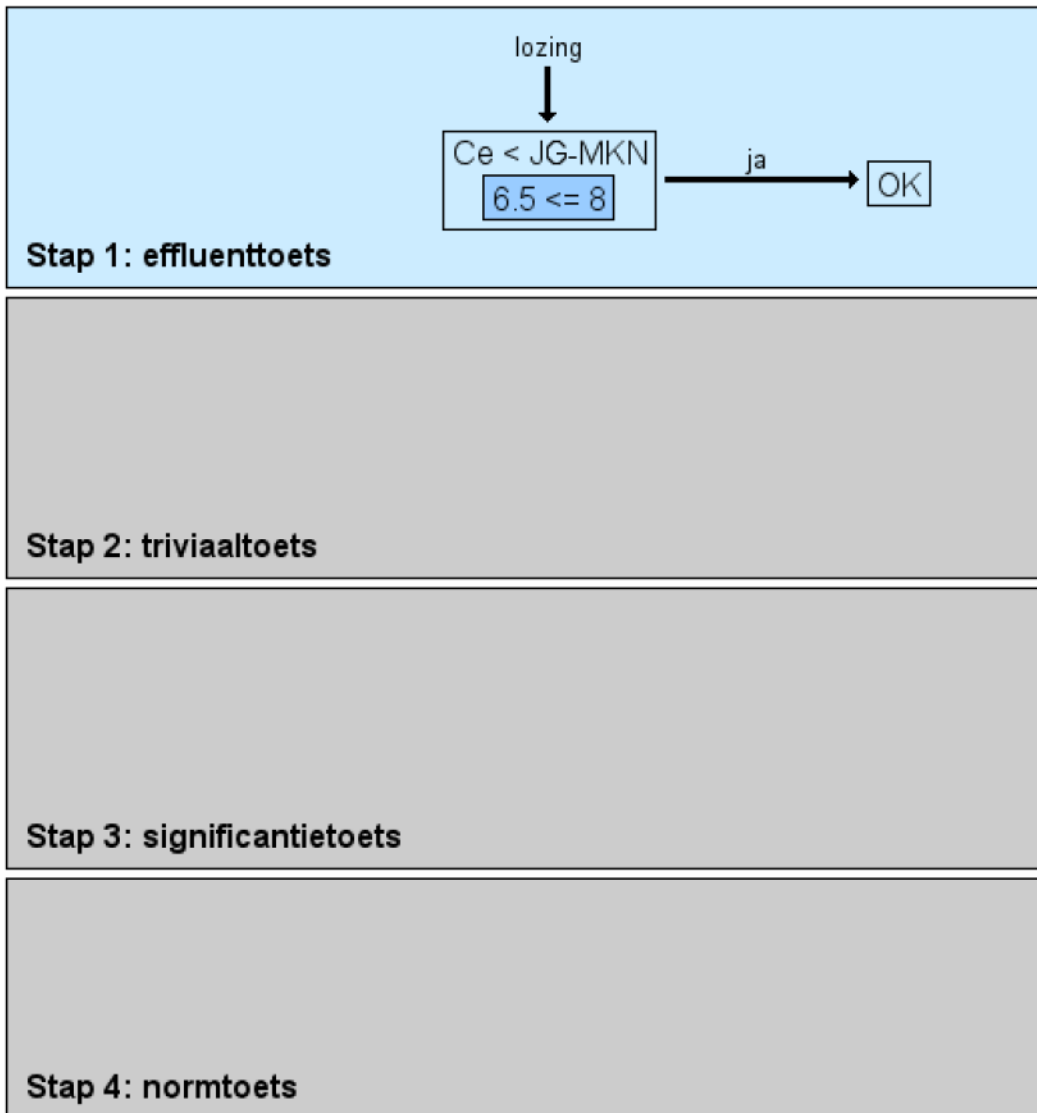 lozing
Ce < JG-MKN
ja
OK
6.5 <= 8
Stap 1: effluenttoets
Stap 2: triviaaltoets
Stap 3: significantietoets
Stap 4: normtoets